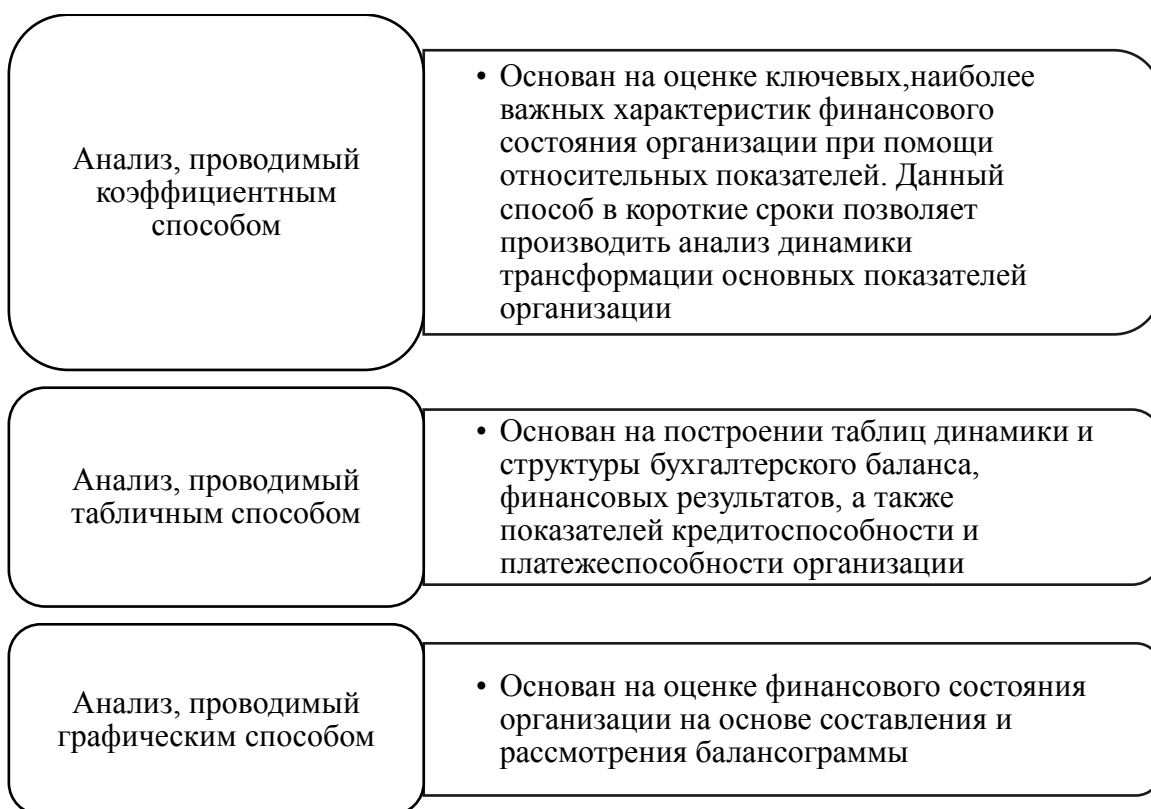 Анализ, проводимый
коэффициентным
способом
• Основан на оценке ключевых,наиболее
важных характеристик финансового
состояния организации при помощи
относительных показателей. Данный
способ в короткие сроки позволяет
производить анализ динамики
трансформации основных показателей
организации
Анализ, проводимый
табличным способом
• Основан на построении таблиц динамики и
структуры бухгалтерского баланса,
финансовых результатов, а также
показателей кредитоспособности и
платежеспособности организации
Анализ, проводимый
графическим способом
• Основан на оценке финансового состояния
организации на основе составления и
рассмотрения балансограммы